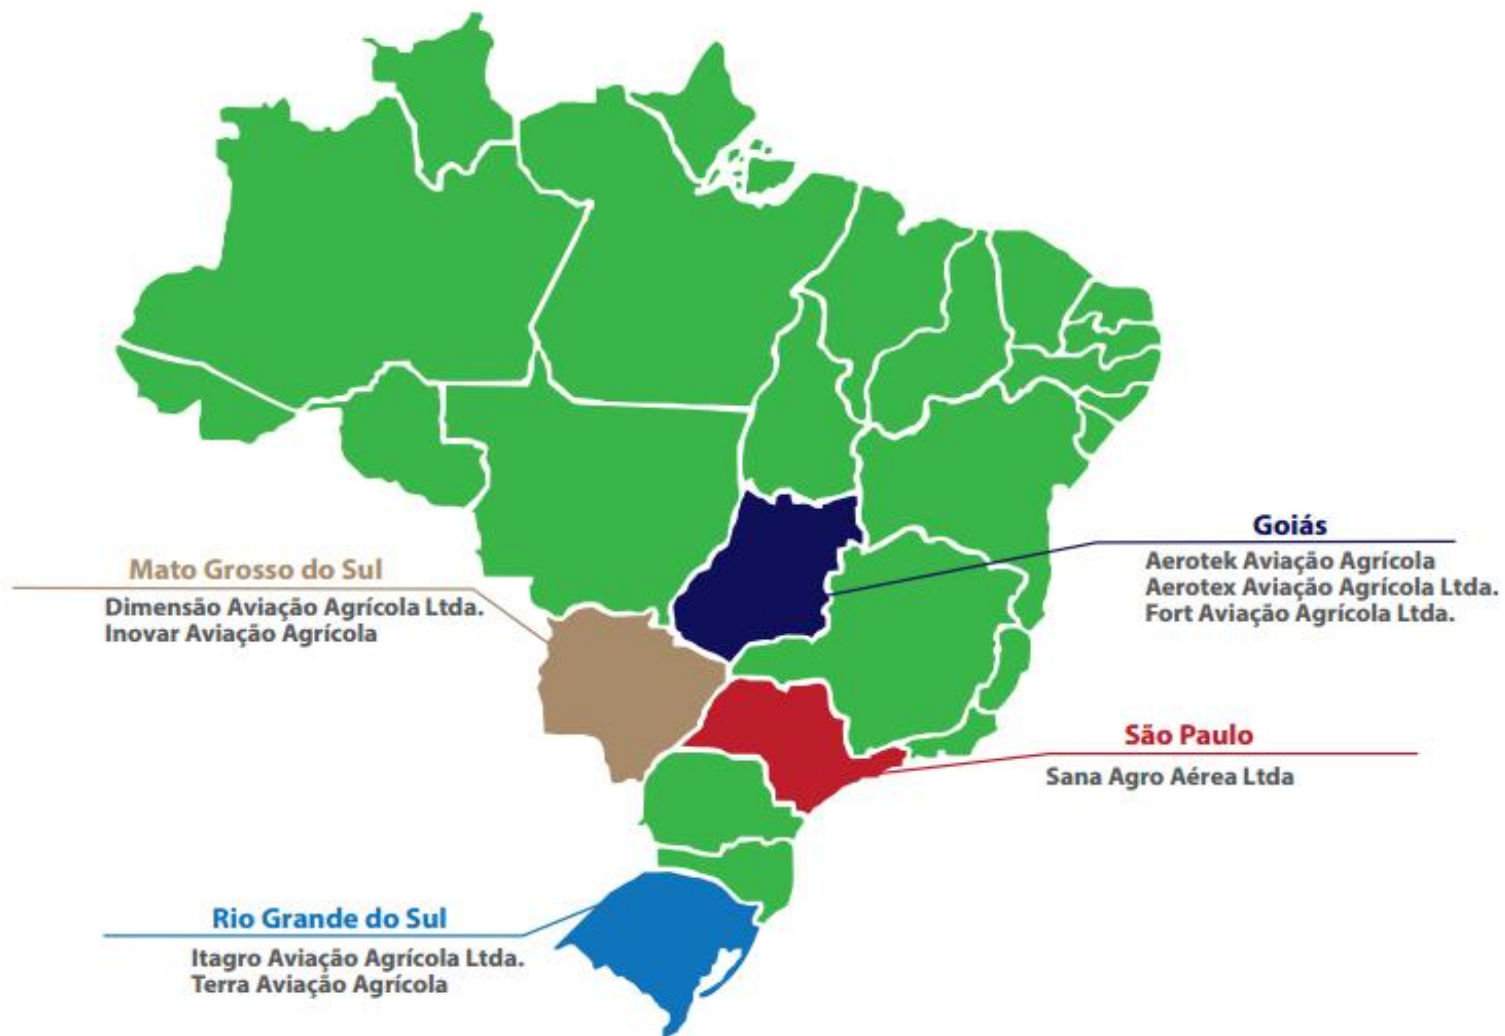 Goiás
Aerotek Aviação Agrícola
Aerotex Aviação Agrícola Ltda.
Fort Aviação Agrícola Ltda.
Mato Grosso do Sul
Dimensão Aviação Agrícola Ltda.
Inovar Aviação Agrícola
São Paulo
Sana Agro Aérea Ltda
Rio Grande do Sul
Itagro Aviação Agrícola Ltda.
Terra Aviação Agrícola